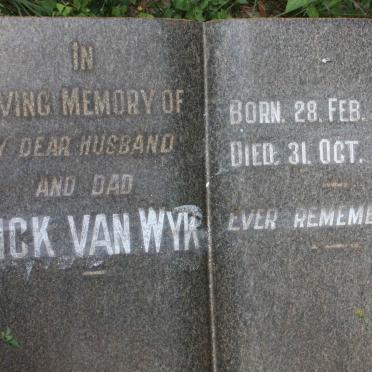 IN
VING MEMORY OF
Y DEAR HUSBAND
AND DAD
ICK VAN WYK
BORN. 28. FEB.
DIED. 31. OCT.
EVER REMEMBE